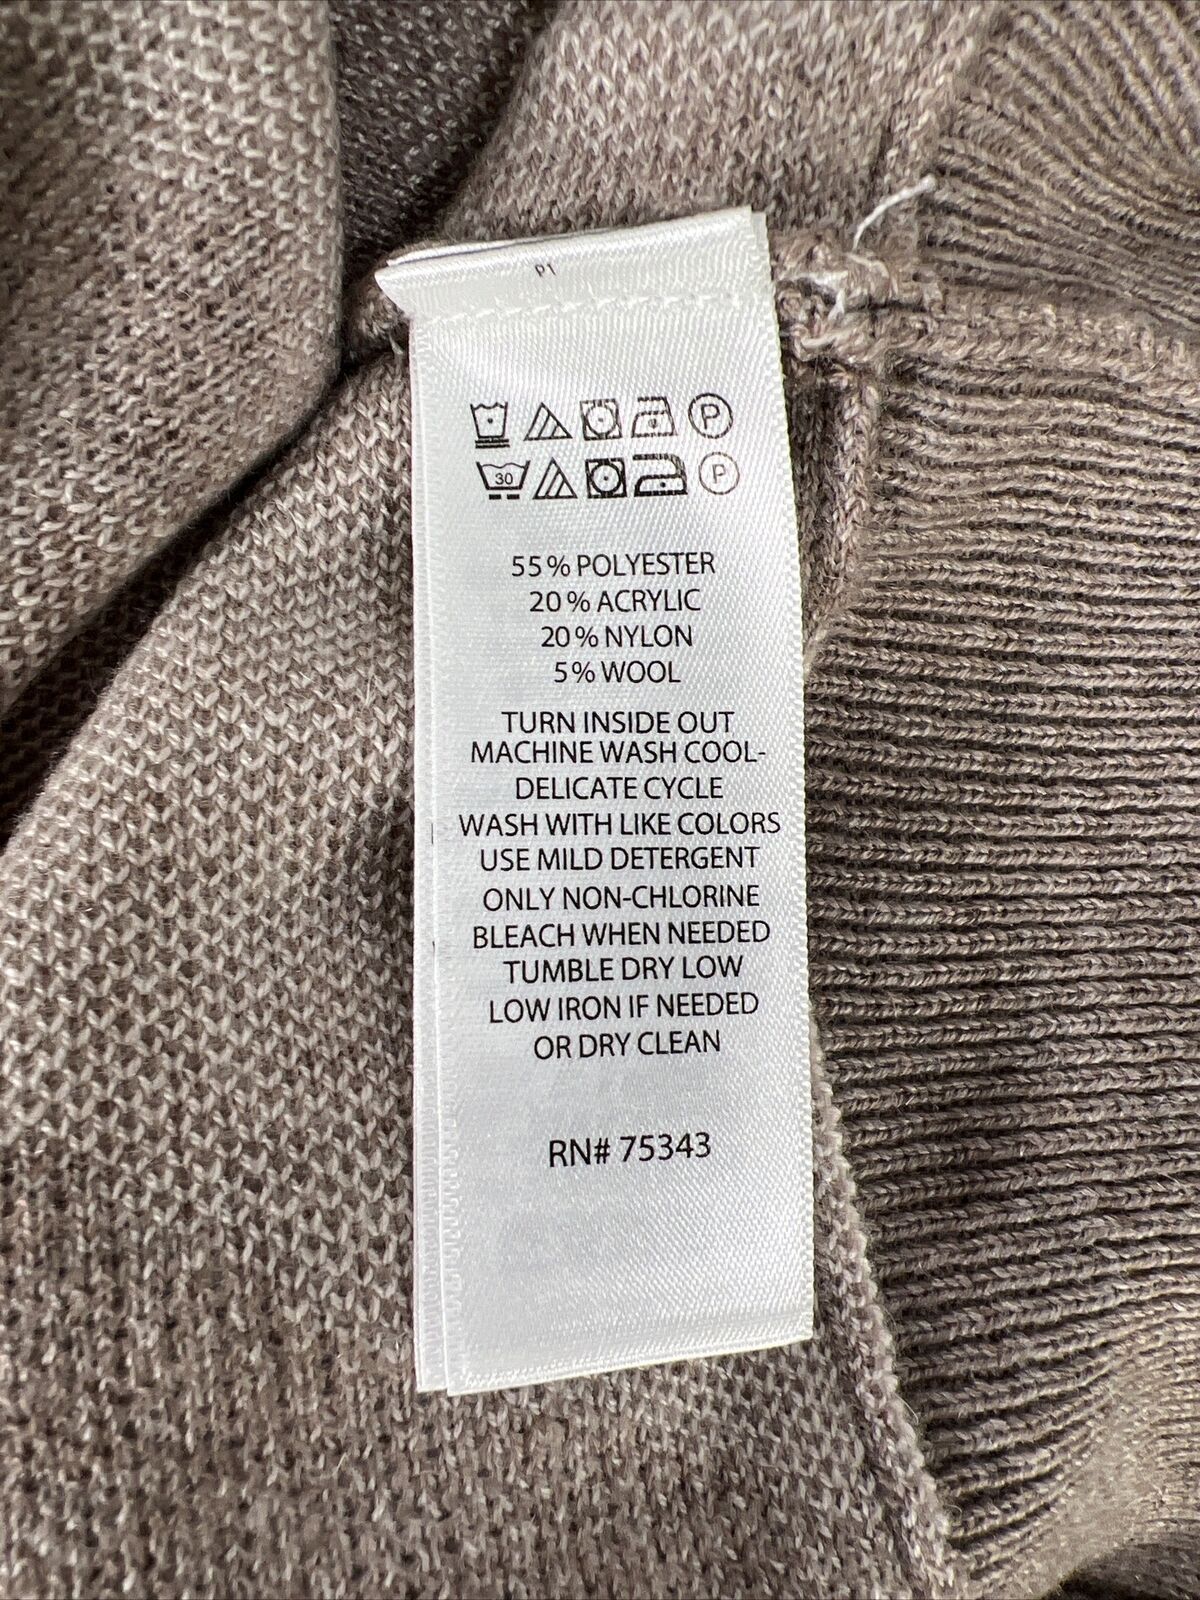 P1
P
30 P
55% POLYESTER
20% ACRYLIC
20% NYLON
5% WOOL
TURN INSIDE OUT
MACHINE WASH COOL-
DELICATE CYCLE
WASH WITH LIKE COLORS
USE MILD DETERGENT
ONLY NON-CHLORINE
BLEACH WHEN NEEDED
TUMBLE DRY LOW
LOW IRON IF NEEDED
OR DRY CLEAN
RN# 75343